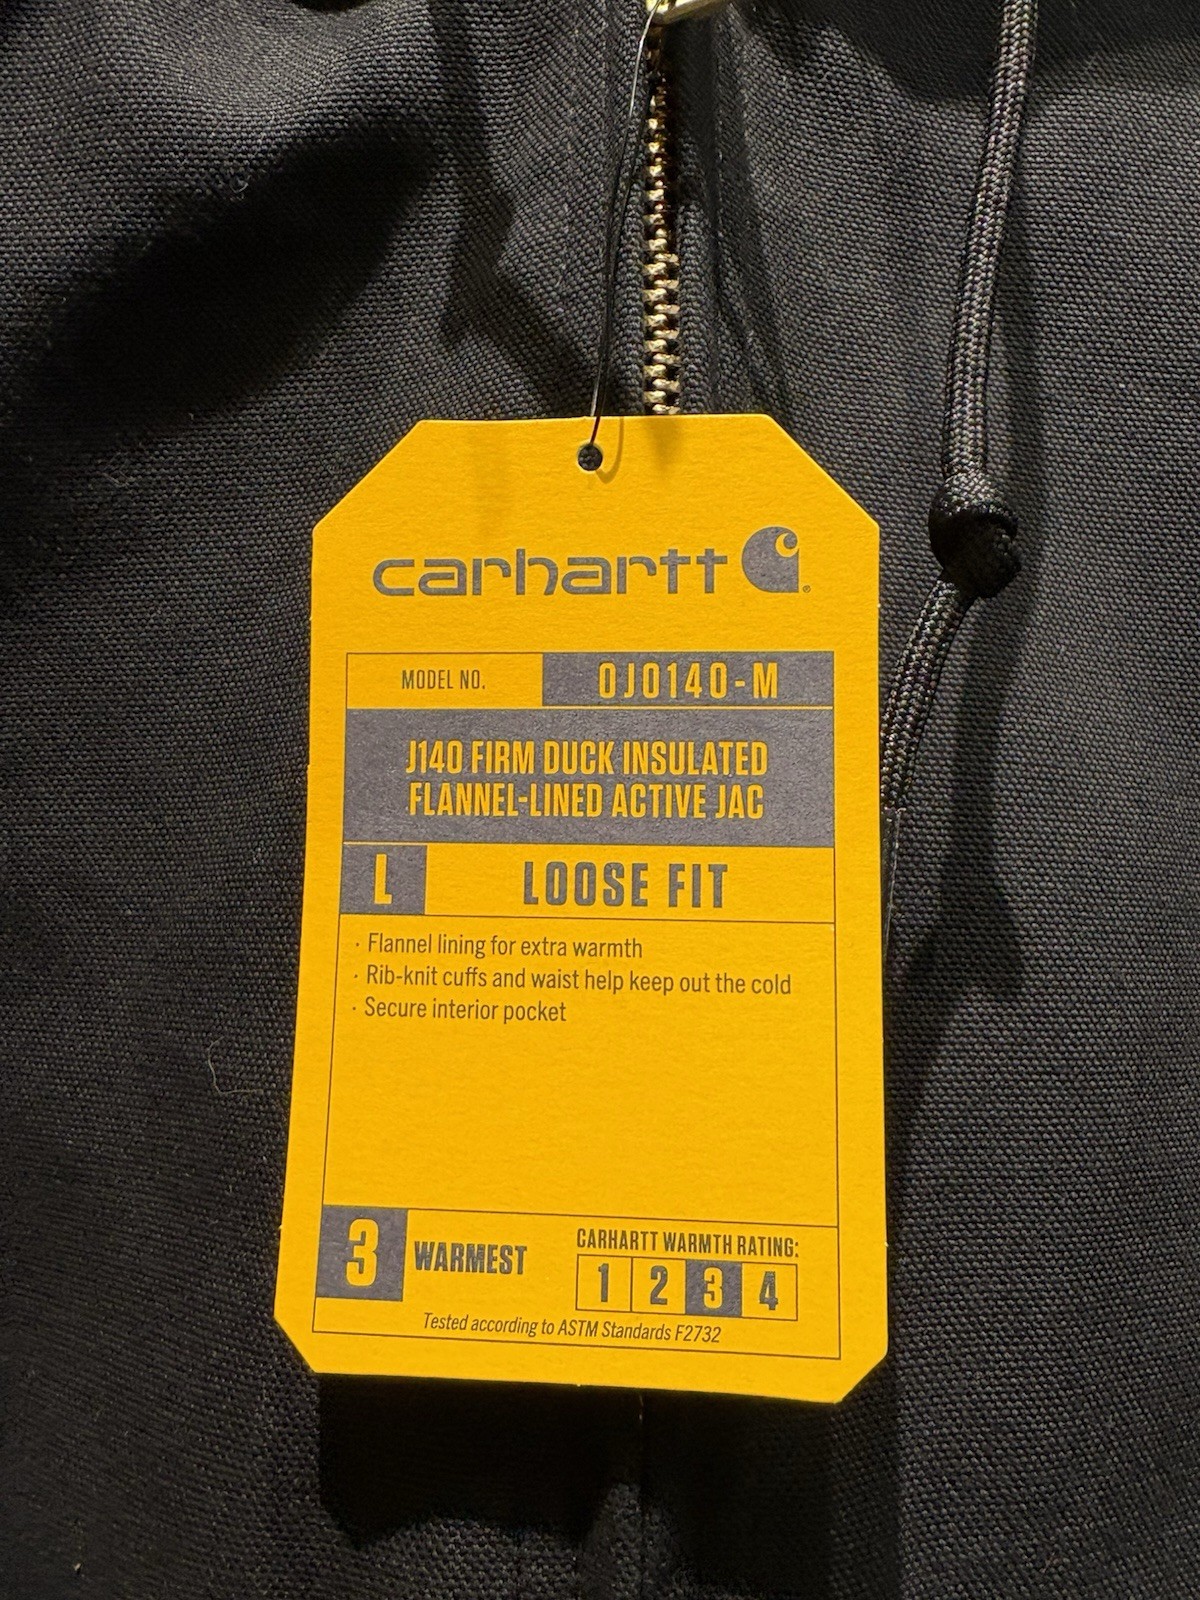 carhartt
MODEL NO. 0J0140-M
J140 FIRM DUCK INSULATED
FLANNEL-LINED ACTIVE JAC
L LOOSE FIT
· Flannel lining for extra warmth
· Rib-knit cuffs and waist help keep out the cold
· Secure interior pocket
3 WARMEST
CARHARTT WARMTH RATING:
1 2 3 4
Tested according to ASTM Standards F2732